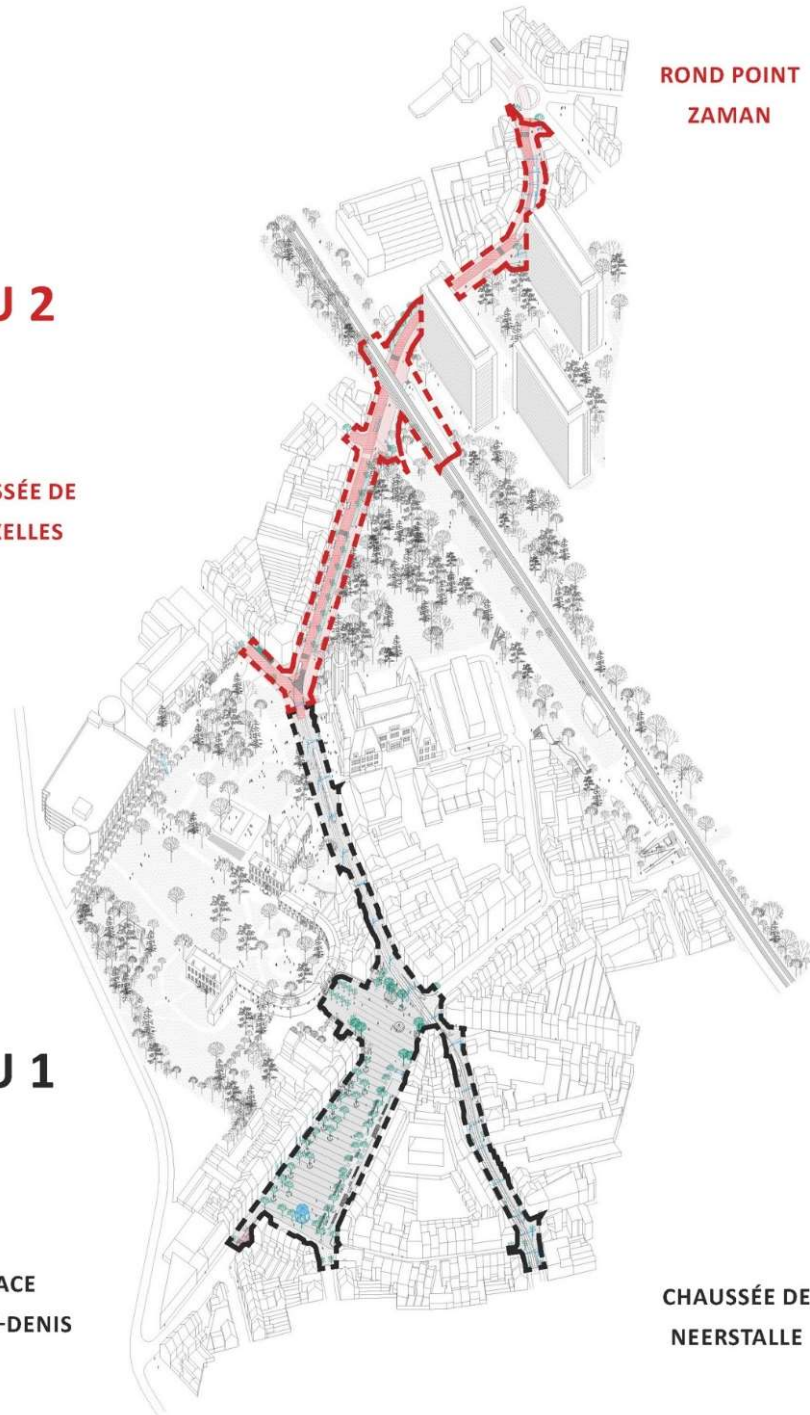 ROND POINT
ZAMAN
U 2
SSÉE DE
ELLES
U 1
ACE
-DENIS
CHAUSSÉE DE
NEERSTALLE